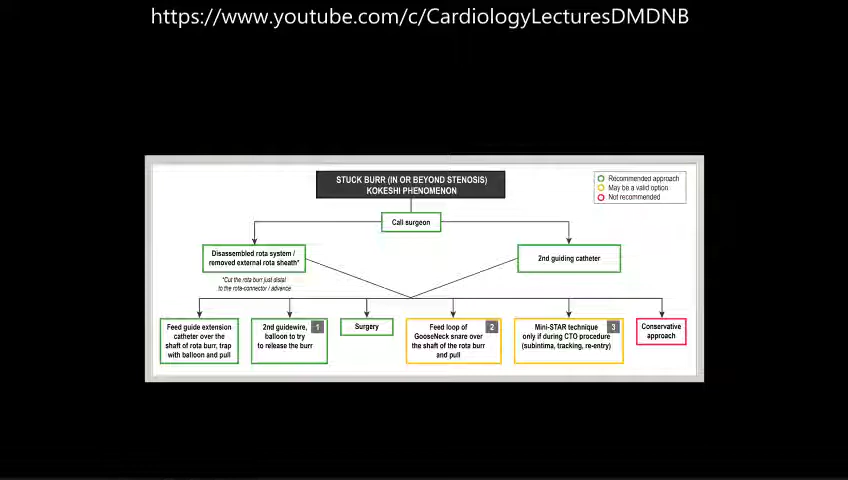 https://www.youtube.com/c/CardiologyLecturesDMDNB
STUCK BURR (IN OR BEYOND STENOSIS)
KOKESHI PHENOMENON
Recommended approach
May be a valid option
Not recommended
Call surgeon
Disassembled rota system /
removed external rota sheath*
2nd guiding catheter
*Cut the rota burr just distal
to the rota-connector / advance
Feed guide extension
catheter over the
shaft of rota burr, trap
with balloon and pull
2nd guidewire,
balloon to try
to release the burr
1
Surgery
Feed loop of
GooseNeck snare over
the shaft of the rota burr
and pull
2
Mini-STAR technique
only if during CTO procedure
(subintima, tracking, re-entry)
3
Conservative
approach